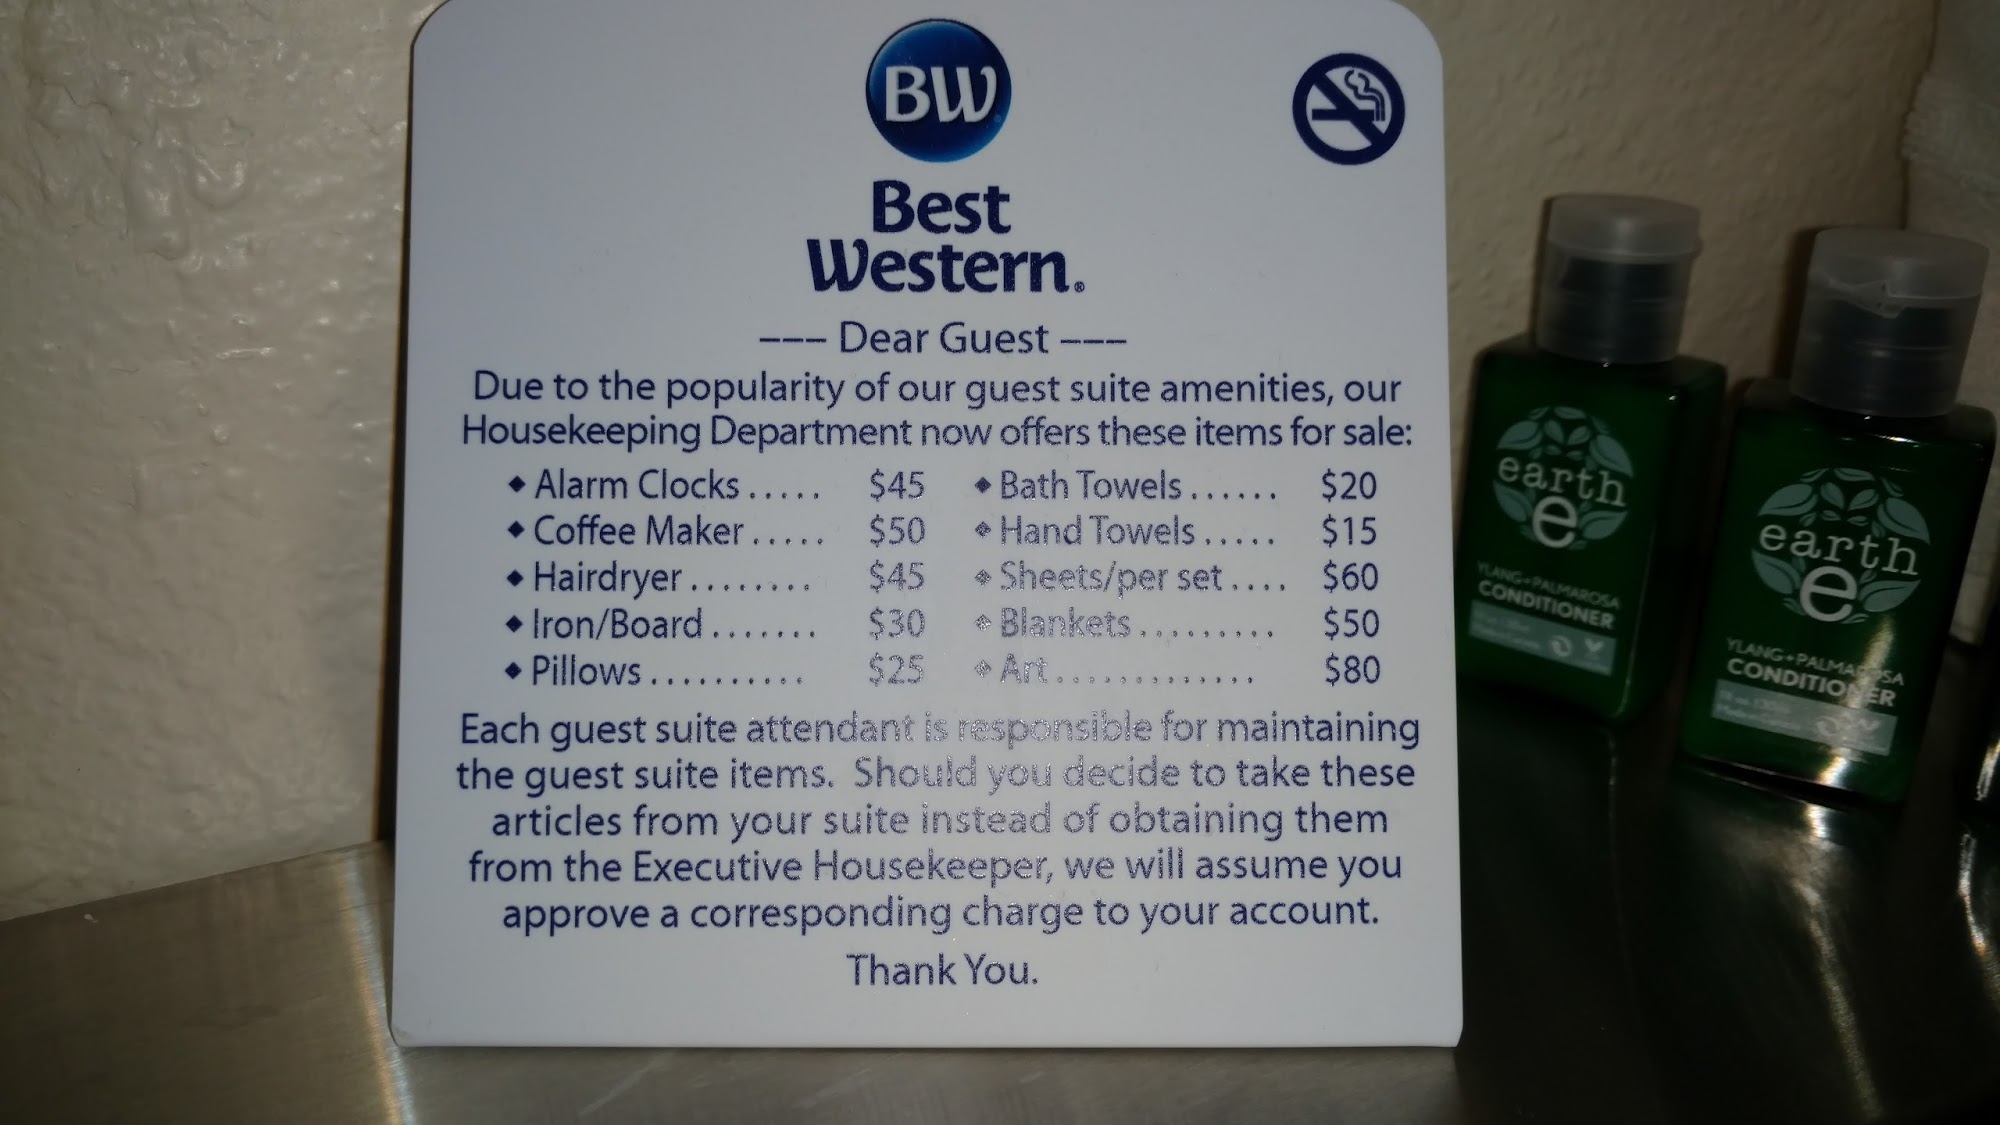 BW
Best
Western.®
––– Dear Guest –––
Due to the popularity of our guest suite amenities, our
Housekeeping Department now offers these items for sale:
◆ Alarm Clocks ..... $45 ◆ Bath Towels ...... $20
◆ Coffee Maker ..... $50 ◆ Hand Towels ..... $15
◆ Hairdryer ........ $45 ◆ Sheets/per set .... $60
◆ Iron/Board ....... $30 ◆ Blankets ......... $50
◆ Pillows .......... $25 ◆ Art ............. $80
Each guest suite attendant is responsible for maintaining
the guest suite items. Should you decide to take these
articles from your suite instead of obtaining them
from the Executive Housekeeper, we will assume you
approve a corresponding charge to your account.
Thank You.
earth
e
YLANG+PALMAROSA
CONDITIONER
earth
e
YLANG+PALMAROSA
CONDITIONER